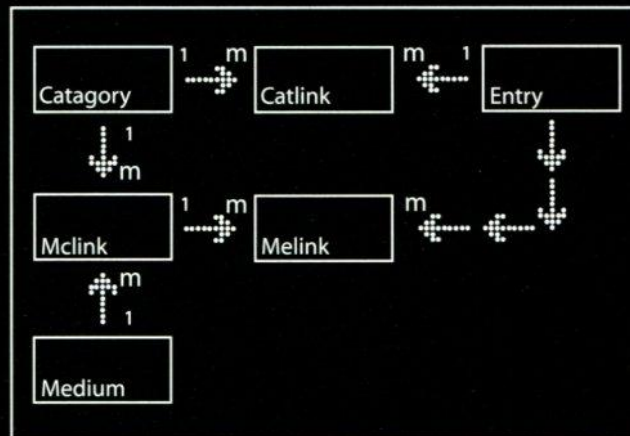 1 m m 1
Catagory Catlink Entry
1
m
1 m m
Mclink Melink
m
1
Medium